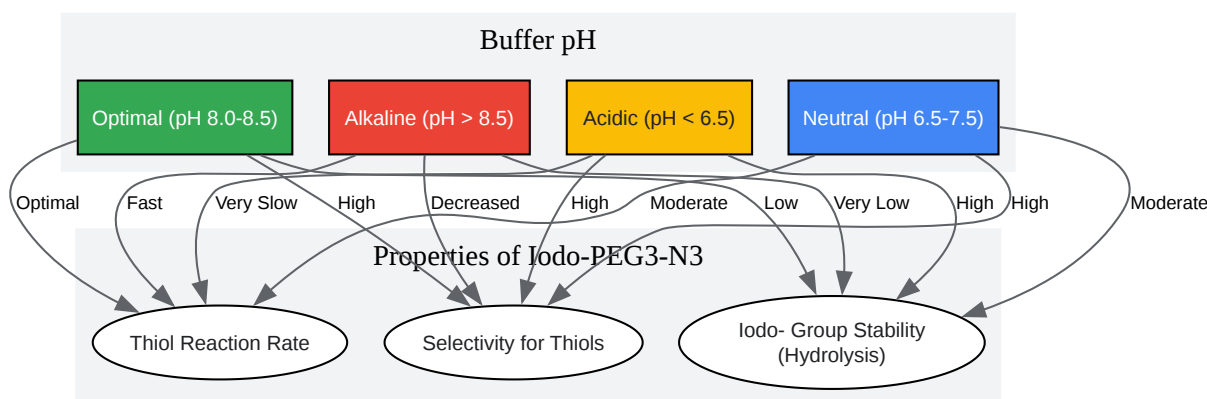 Buffer pH
Optimal (pH 8.0-8.5)
Alkaline (pH > 8.5)
Acidic (pH < 6.5)
Neutral (pH 6.5-7.5)
Optimal
Fast
Very Slow
High
Decreased
High
Moderate
Low
Very Low
High
High
Moderate
Properties of Iodo-PEG3-N3
Thiol Reaction Rate
Selectivity for Thiols
Iodo- Group Stability
(Hydrolysis)